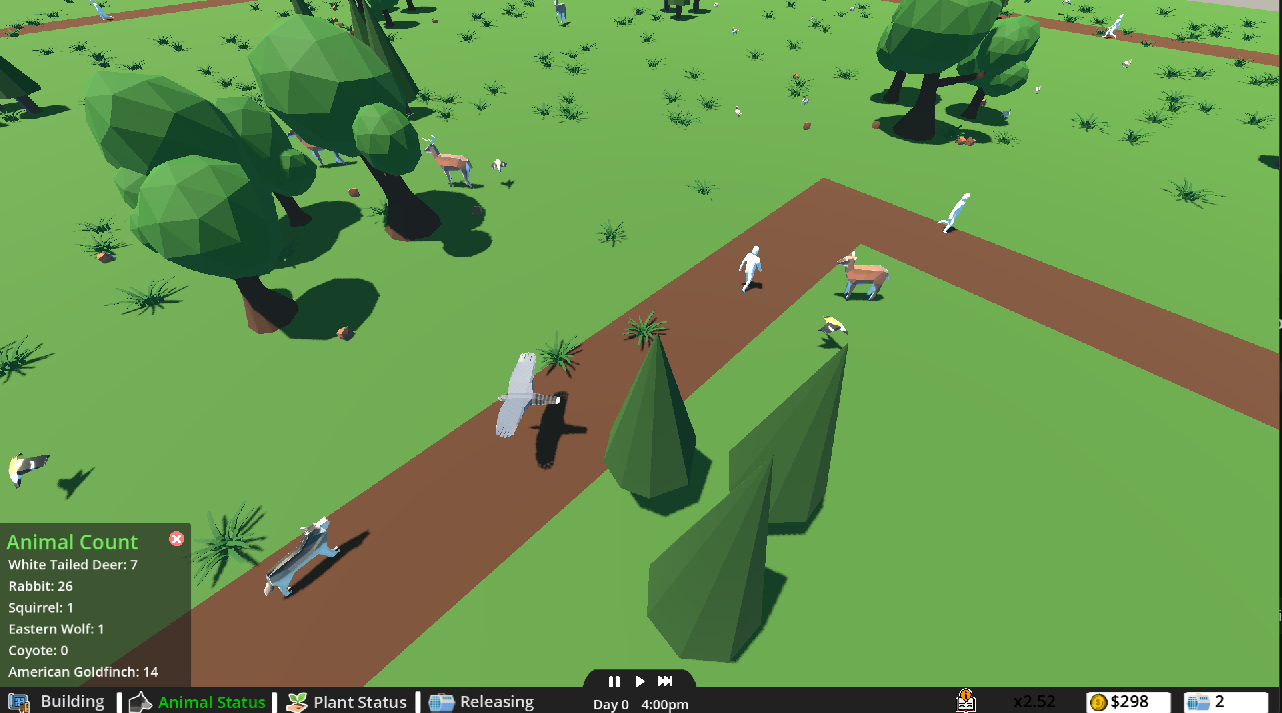 Animal Count
White Tailed Deer: 7
Rabbit: 26
Squirrel: 1
Eastern Wolf: 1
Coyote: 0
American Goldfinch: 14
Building
Animal Status
Plant Status
Releasing
Day 0 4:00pm
x2.52
$298
2